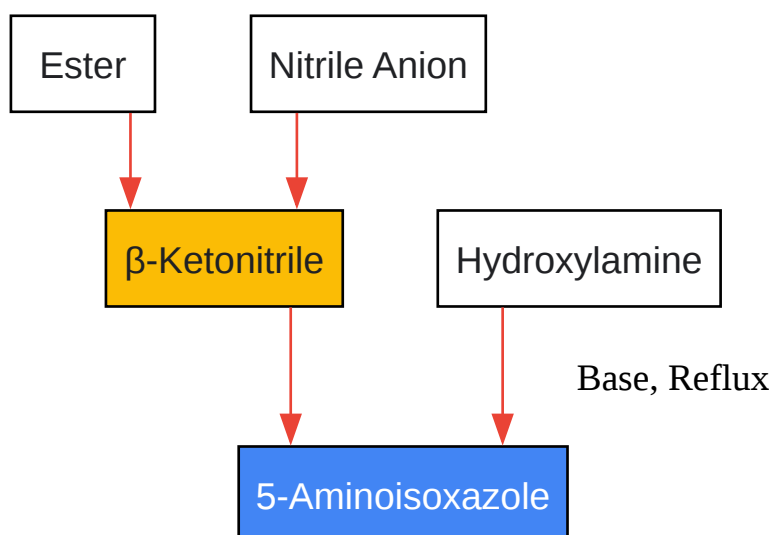 Ester
Nitrile Anion
β-Ketonitrile
Hydroxylamine
Base, Reflux
5-Aminoisoxazole